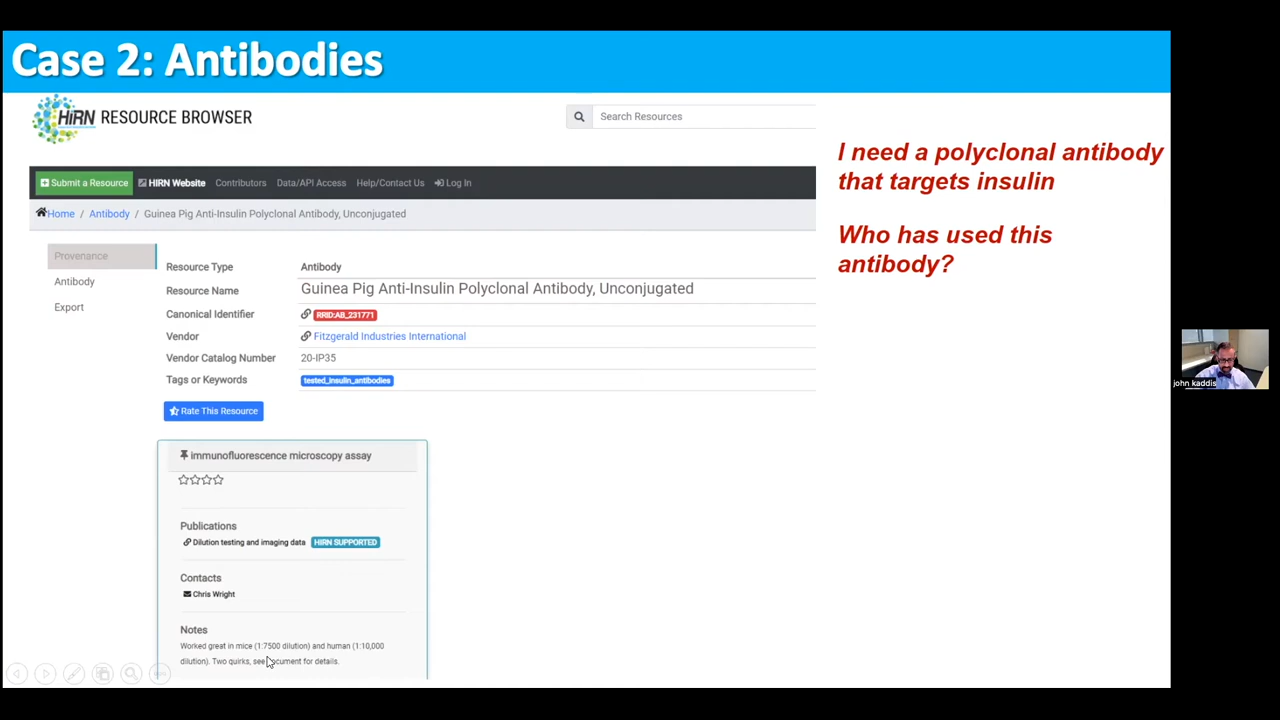 Case 2: Antibodies
HIRN RESOURCE BROWSER
Search Resources
I need a polyclonal antibody
that targets insulin
Who has used this
antibody?
Submit a Resource HIRN Website Contributors Data/API Access Help/Contact Us Log In
Home / Antibody / Guinea Pig Anti-Insulin Polyclonal Antibody, Unconjugated
Provenance
Antibody
Export
Resource Type Antibody
Resource Name Guinea Pig Anti-Insulin Polyclonal Antibody, Unconjugated
Canonical Identifier RRID:AB_231771
Vendor Fitzgerald Industries International
Vendor Catalog Number 20-IP35
Tags or Keywords tested_insulin_antibodies
Rate This Resource
immunofluorescence microscopy assay
Publications
Dilution testing and imaging data HIRN SUPPORTED
Contacts
Chris Wright
Notes
Worked great in mice (1:7500 dilution) and human (1:10,000
dilution). Two quirks, see document for details.
john kaddis